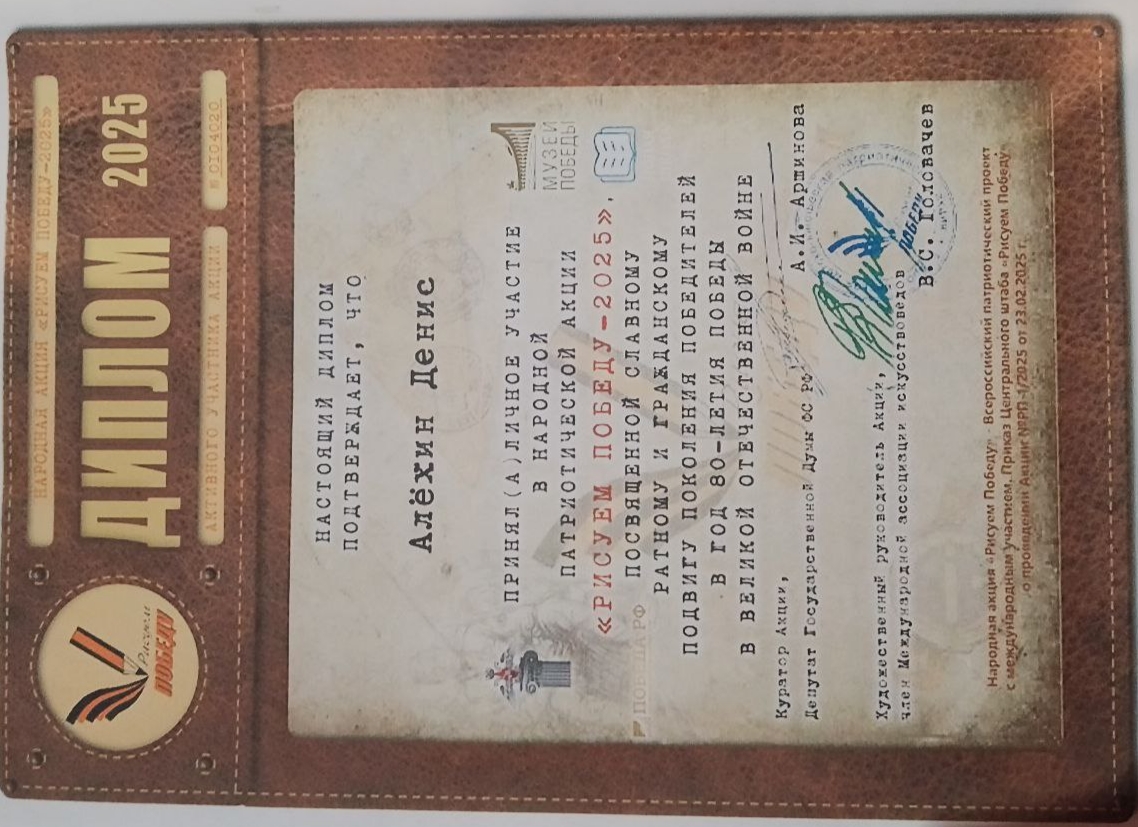 НАРОДНАЯ АКЦИЯ «РИСУЕМ ПОБЕДУ-2025»
ДИПЛОМ 2025
АКТИВНОГО УЧАСТНИКА АКЦИИ № 0104020
Рисуем
ПОБЕДУ
НАСТОЯЩИЙ ДИПЛОМ
ПОДТВЕРЖДАЕТ, ЧТО
Алёхин Денис
ПРИНЯЛ(А) ЛИЧНОЕ УЧАСТИЕ
В НАРОДНОЙ
ПАТРИОТИЧЕСКОЙ АКЦИИ
МУЗЕЙ
ПОБЕДЫ
«РИСУЕМ ПОБЕДУ-2025»,
ПОСВЯЩЕННОЙ СЛАВНОМУ
РАТНОМУ И ГРАЖДАНСКОМУ
ПОДВИГУ ПОКОЛЕНИЯ ПОБЕДИТЕЛЕЙ
В ГОД 80-ЛЕТИЯ ПОБЕДЫ
В ВЕЛИКОЙ ОТЕЧЕСТВЕННОЙ ВОЙНЕ
Куратор Акции,
Депутат Государственной Думы ФС РФ А.И. Аршинова
Художественный руководитель Акции,
член Международной ассоциации искусствоведов
В.С. Головачев
Народная акция «Рисуем Победу» Всероссийский патриотический проект
с международным участием. Приказ Центрального штаба «Рисуем Победу»
о проведении Акции №РП-1/2025 от 23.02.2025 г.